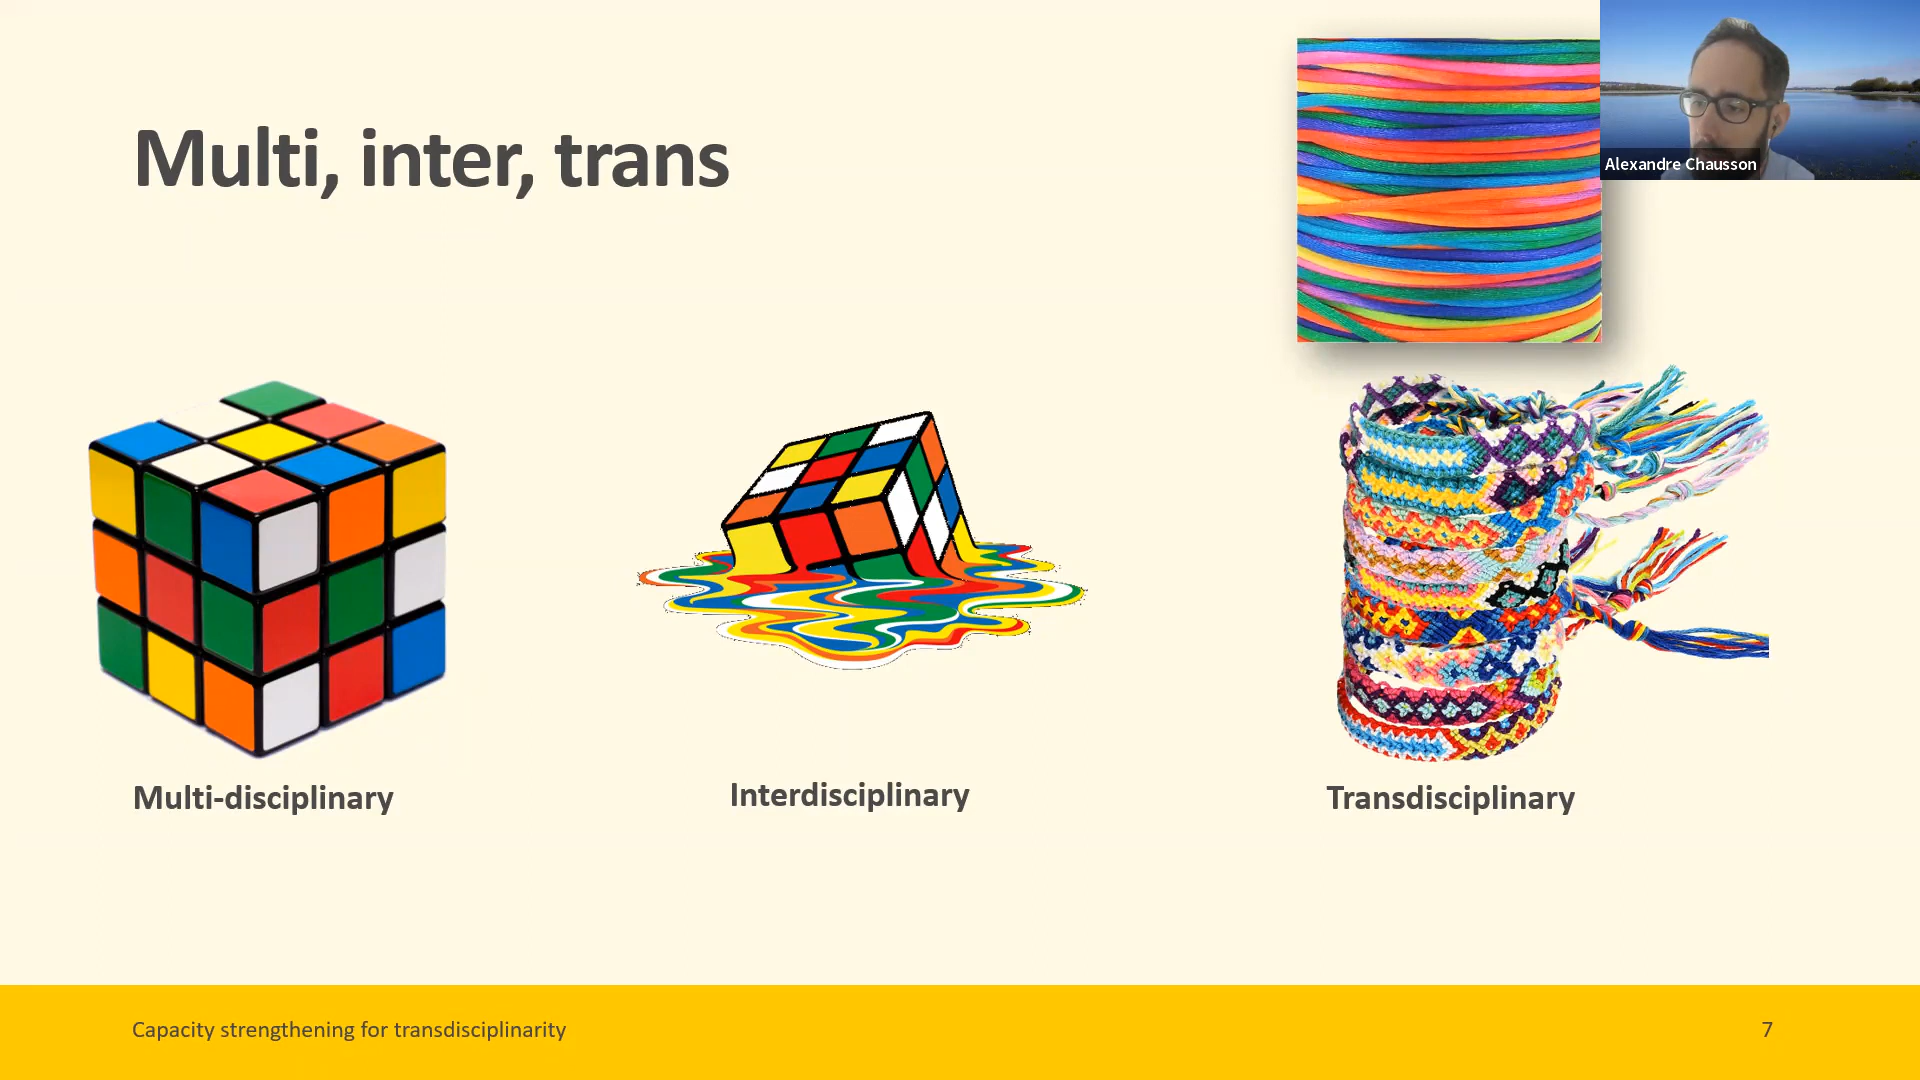 Multi, inter, trans
Alexandre Chausson
Multi-disciplinary
Interdisciplinary
Transdisciplinary
Capacity strengthening for transdisciplinarity
7